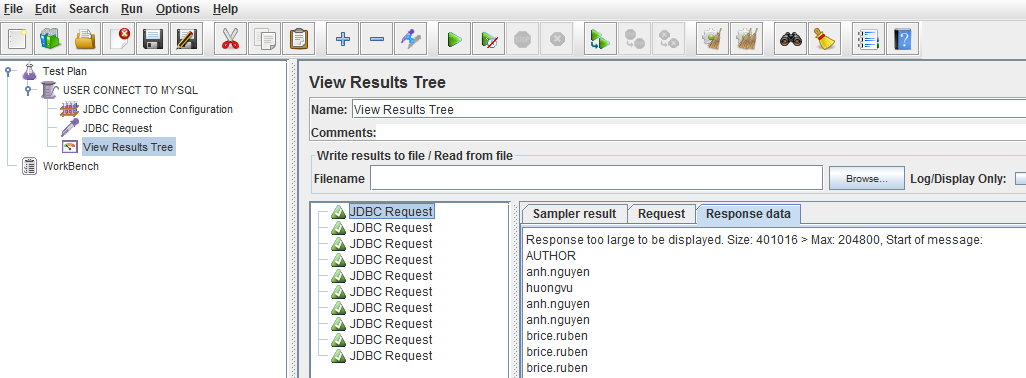 File Edit Search Run Options Help
Test Plan
USER CONNECT TO MYSQL
JDBC Connection Configuration
JDBC Request
View Results Tree
WorkBench
View Results Tree
Name: View Results Tree
Comments:
Write results to file / Read from file
Filename Browse... Log/Display Only:
JDBC Request
JDBC Request
JDBC Request
JDBC Request
JDBC Request
JDBC Request
JDBC Request
JDBC Request
JDBC Request
JDBC Request
Sampler result Request Response data
Response too large to be displayed. Size: 401016 > Max: 204800, Start of message:
AUTHOR
anh.nguyen
huongvu
anh.nguyen
anh.nguyen
brice.ruben
brice.ruben
brice.ruben